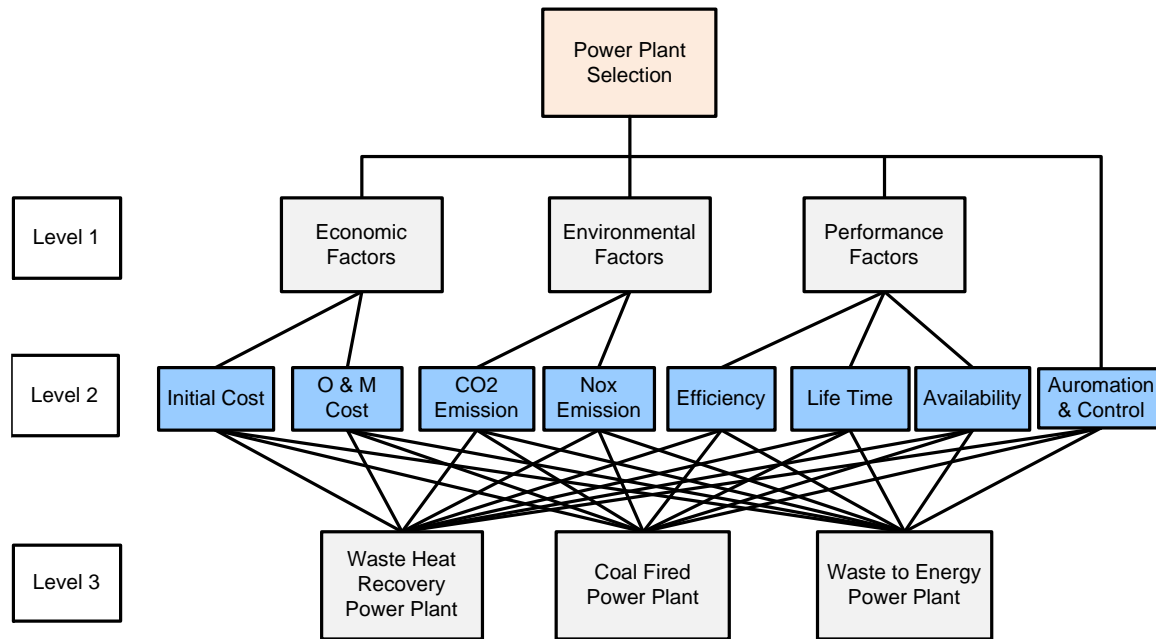 Power Plant
Selection
Level 1
Economic
Factors
Environmental
Factors
Performance
Factors
Level 2
Initial Cost
O & M
Cost
CO2
Emission
Nox
Emission
Efficiency
Life Time
Availability
Auromation
& Control
Level 3
Waste Heat
Recovery
Power Plant
Coal Fired
Power Plant
Waste to Energy
Power Plant